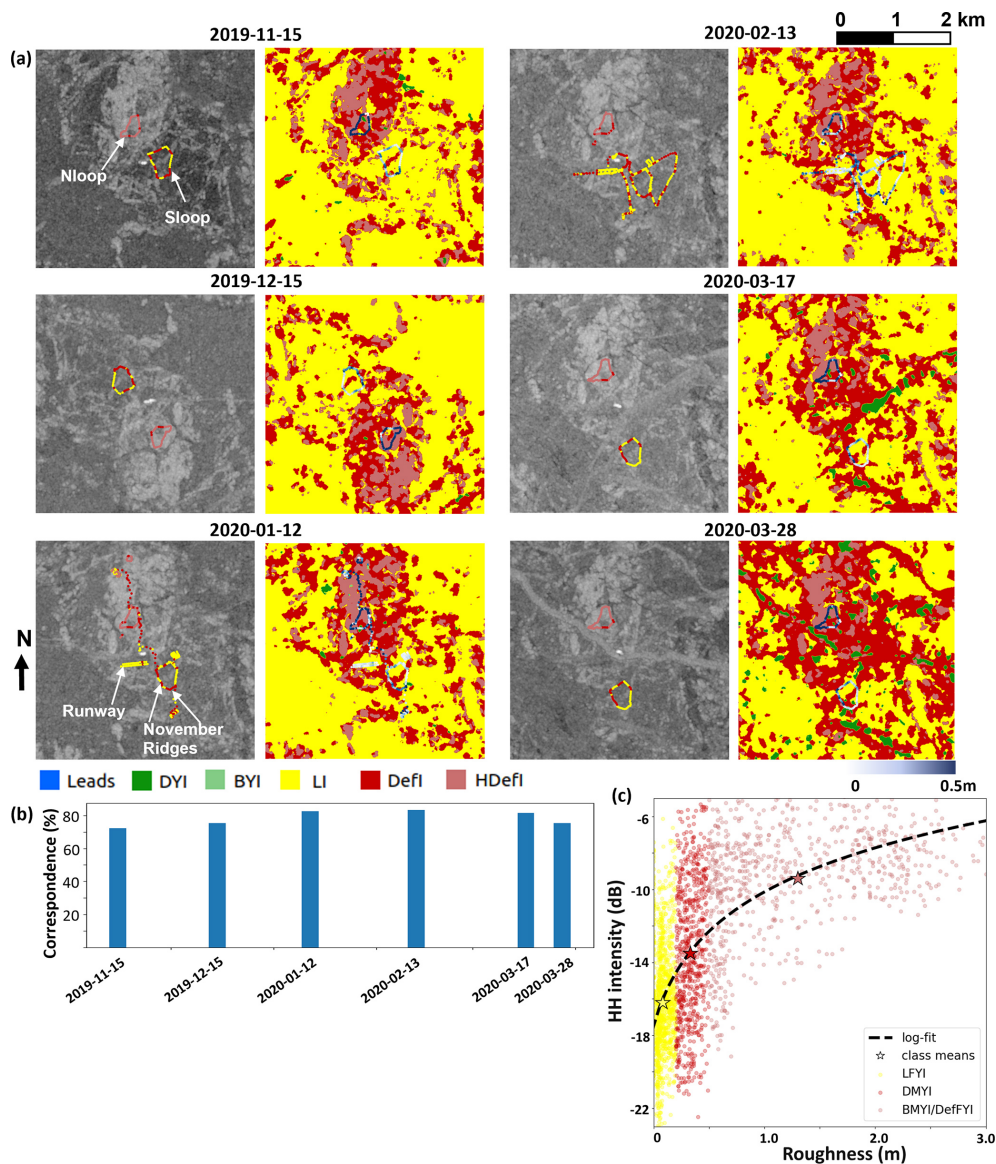 0 1 2 km
2019-11-15 2020-02-13
(a)
Nloop
Sloop
2019-12-15 2020-03-17
2020-01-12 2020-03-28
N
Runway
November
Ridges
Leads DYI BYI LI DefI HDefI
0 0.5m
(b)
Correspondence (%)
80
60
40
20
2019-11-15
2019-12-15
2020-01-12
2020-02-13
2020-03-17
2020-03-28
(c)
HH intensity (dB)
-6
-10
-14
-18
-22
log-fit
class means
LFYI
DMYI
BMYI/DefFYI
0 1.0 2.0 3.0
Roughness (m)